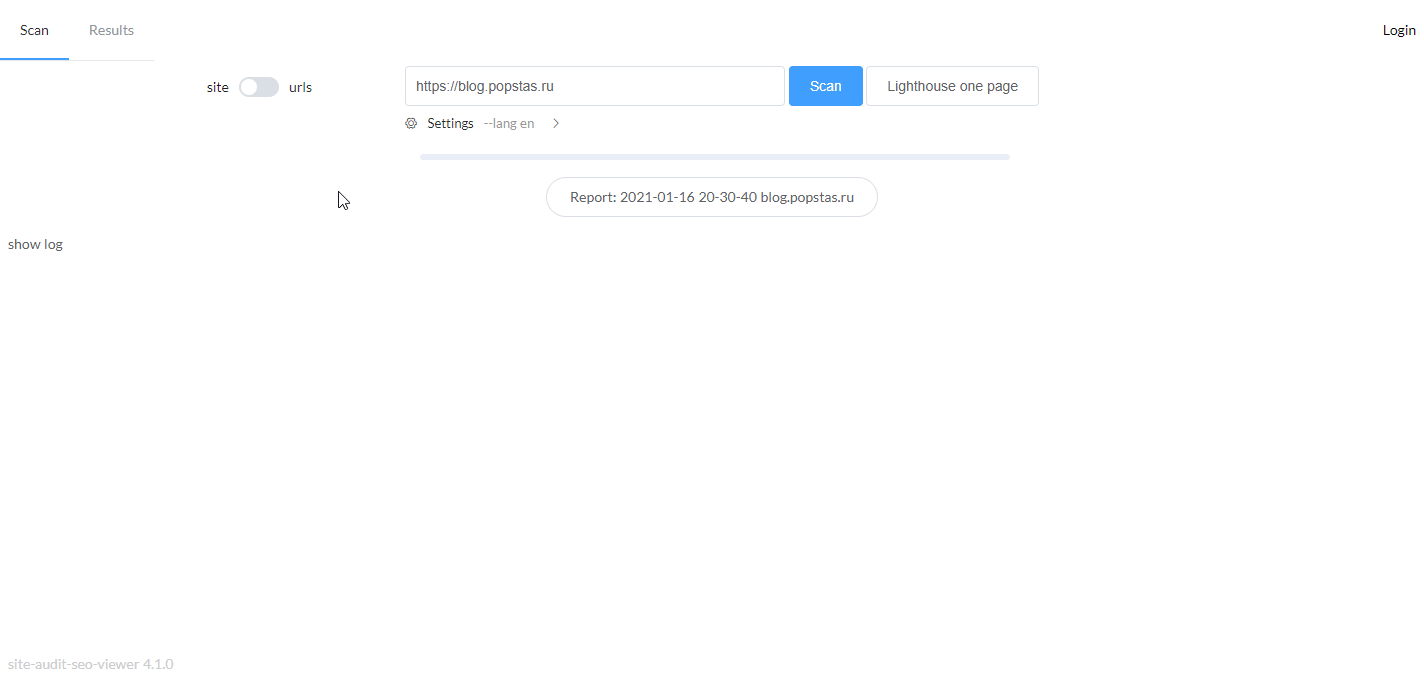 Scan Results Login
site urls https://blog.popstas.ru Scan Lighthouse one page
Settings --lang en
Report: 2021-01-16 20-30-40 blog.popstas.ru
show log
site-audit-seo-viewer 4.1.0